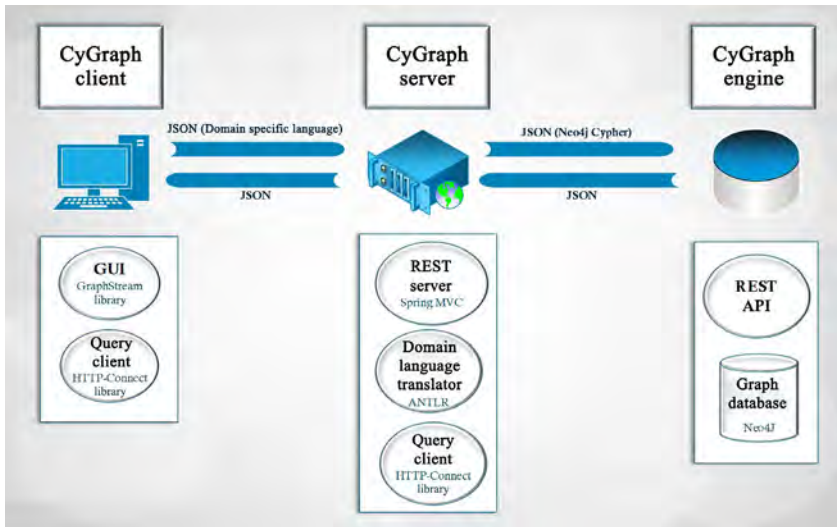 CyGraph
client
CyGraph
server
CyGraph
engine
JSON (Domain specific language)
JSON (Neo4j Cypher)
JSON
JSON
GUI
GraphStream
library
Query
client
HTTP-Connect
library
REST
server
Spring MVC
Domain
language
translator
ANTLR
Query
client
HTTP-Connect
library
REST
API
Graph
database
Neo4J